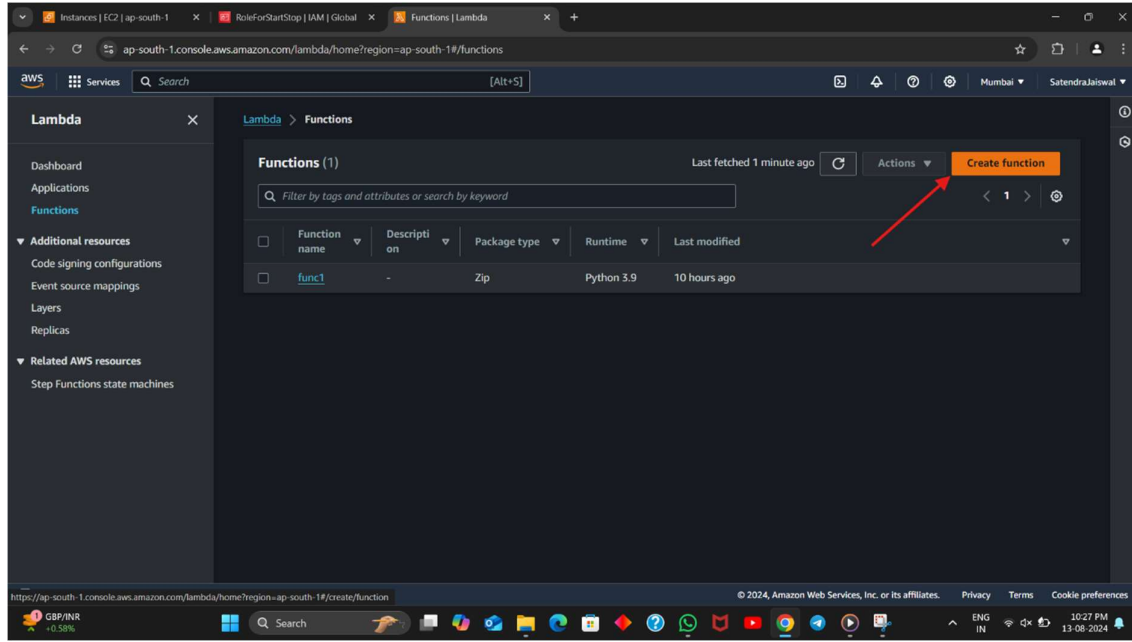 Instances | EC2 | ap-south-1
RoleForStartStop | IAM | Global
Functions | Lambda
ap-south-1.console.aws.amazon.com/lambda/home?region=ap-south-1#/functions
aws
Services
Search
[Alt+S]
Mumbai
SatendraJaiswal
Lambda
Dashboard
Applications
Functions
Additional resources
Code signing configurations
Event source mappings
Layers
Replicas
Related AWS resources
Step Functions state machines
Lambda > Functions
Functions (1)
Last fetched 1 minute ago
Actions
Create function
Filter by tags and attributes or search by keyword
1
Function
name
Descripti
on
Package type
Runtime
Last modified
func1
-
Zip
Python 3.9
10 hours ago
https://ap-south-1.console.aws.amazon.com/lambda/home?region=ap-south-1#/create/function
© 2024, Amazon Web Services, Inc. or its affiliates.
Privacy
Terms
Cookie preferences
1
GBP/INR
+0.58%
Search
ENG
IN
10:27 PM
13-08-2024